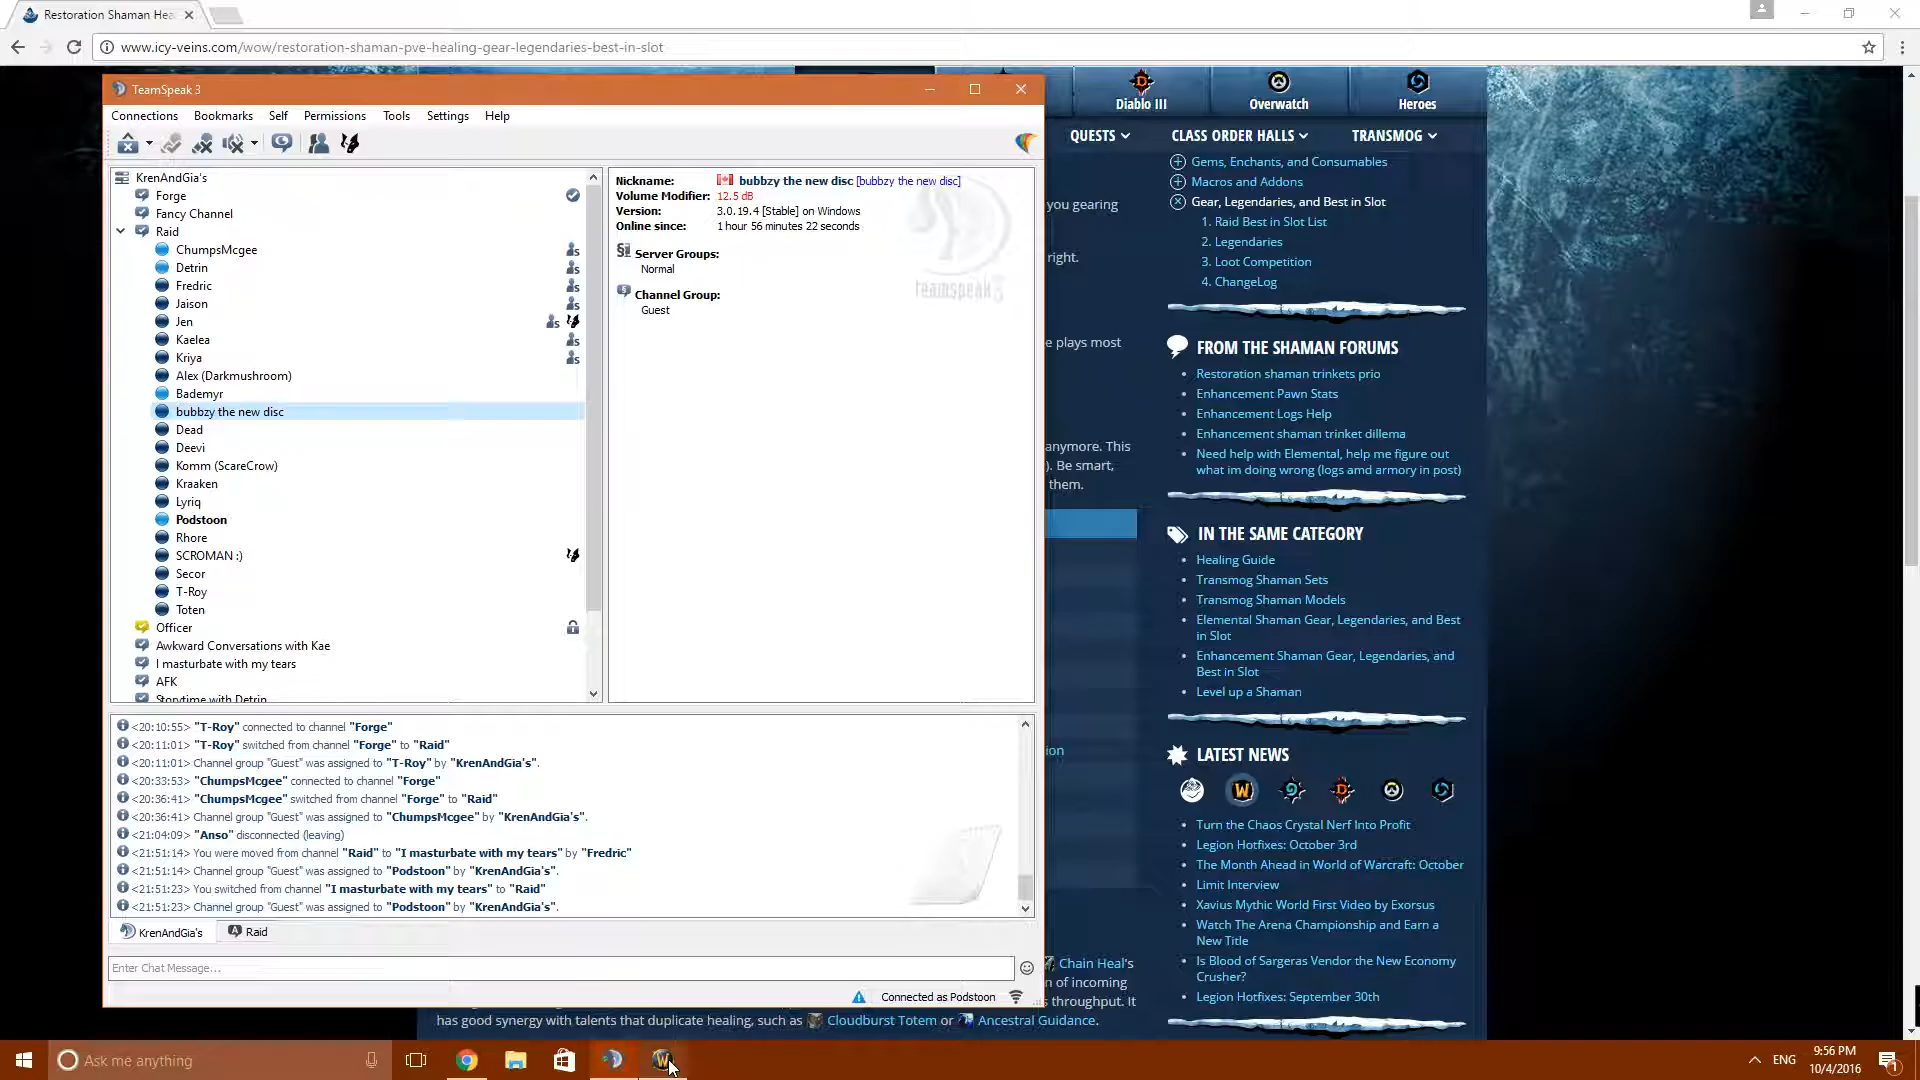 Restoration Shaman Hea
www.icy-veins.com/wow/restoration-shaman-pve-healing-gear-legendaries-best-in-slot
TeamSpeak 3
Connections Bookmarks Self Permissions Tools Settings Help
KrenAndGia's
Forge
Fancy Channel
Raid
ChumpsMcgee
Detrin
Fredric
Jaison
Jen
Kaelea
Kriya
Alex (Darkmushroom)
Bademyr
bubbzy the new disc
Dead
Deevi
Komm (ScareCrow)
Kraaken
Lyriq
Podstoon
Rhore
SCROMAN :)
Secor
T-Roy
Toten
Officer
Awkward Conversations with Kae
I masturbate with my tears
AFK
Storytime with Detrin
Nickname: bubbzy the new disc [bubbzy the new disc]
Volume Modifier: 12.5 dB
Version: 3.0.19.4 [Stable] on Windows
Online since: 1 hour 56 minutes 22 seconds
Server Groups:
Normal
Channel Group:
Guest
teamspeak3
<20:10:55> "T-Roy" connected to channel "Forge"
<20:11:01> "T-Roy" switched from channel "Forge" to "Raid"
<20:11:01> Channel group "Guest" was assigned to "T-Roy" by "KrenAndGia's".
<20:33:53> "ChumpsMcgee" connected to channel "Forge"
<20:36:41> "ChumpsMcgee" switched from channel "Forge" to "Raid"
<20:36:41> Channel group "Guest" was assigned to "ChumpsMcgee" by "KrenAndGia's".
<21:04:09> "Anso" disconnected (leaving)
<21:51:14> You were moved from channel "Raid" to "I masturbate with my tears" by "Fredric"
<21:51:14> Channel group "Guest" was assigned to "Podstoon" by "KrenAndGia's".
<21:51:23> You switched from channel "I masturbate with my tears" to "Raid"
<21:51:23> Channel group "Guest" was assigned to "Podstoon" by "KrenAndGia's".
KrenAndGia's Raid
Enter Chat Message...
Connected as Podstoon
Diablo III Overwatch Heroes
QUESTS CLASS ORDER HALLS TRANSMOG
Gems, Enchants, and Consumables
Macros and Addons
Gear, Legendaries, and Best in Slot
1. Raid Best in Slot List
2. Legendaries
3. Loot Competition
4. ChangeLog
you gearing
right.
e plays most
anymore. This
). Be smart,
them.
ion
FROM THE SHAMAN FORUMS
Restoration shaman trinkets prio
Enhancement Pawn Stats
Enhancement Logs Help
Enhancement shaman trinket dillema
Need help with Elemental, help me figure out
what im doing wrong (logs amd armory in post)
IN THE SAME CATEGORY
Healing Guide
Transmog Shaman Sets
Transmog Shaman Models
Elemental Shaman Gear, Legendaries, and Best
in Slot
Enhancement Shaman Gear, Legendaries, and
Best in Slot
Level up a Shaman
LATEST NEWS
Turn the Chaos Crystal Nerf Into Profit
Legion Hotfixes: October 3rd
The Month Ahead in World of Warcraft: October
Limit Interview
Xavius Mythic World First Video by Exorsus
Watch The Arena Championship and Earn a
New Title
Is Blood of Sargeras Vendor the New Economy
Crusher?
Legion Hotfixes: September 30th
Chain Heal's
n of incoming
s throughput. It
has good synergy with talents that duplicate healing, such as Cloudburst Totem or Ancestral Guidance.
Ask me anything
ENG
9:56 PM
10/4/2016
1